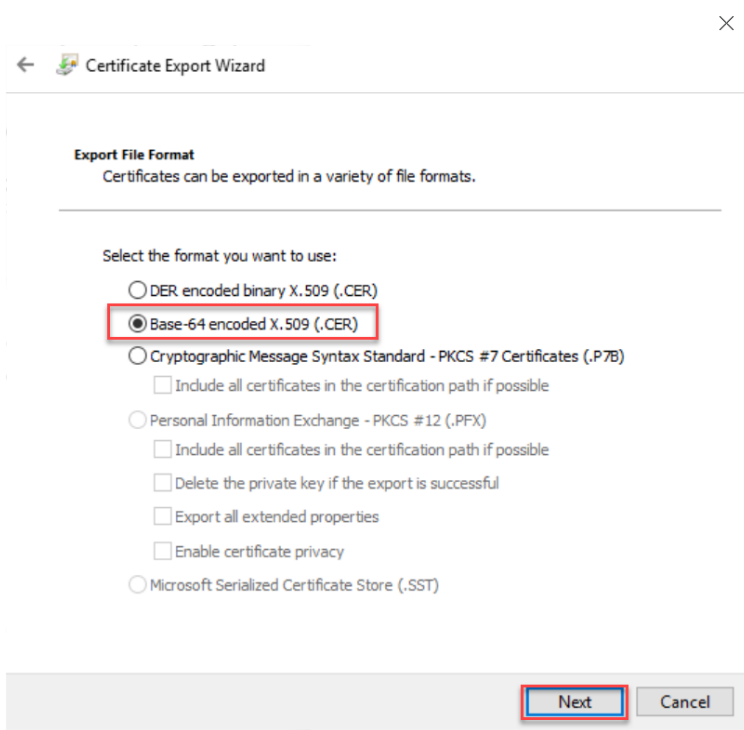 Certificate Export Wizard
Export File Format
Certificates can be exported in a variety of file formats.
Select the format you want to use:
DER encoded binary X.509 (.CER)
Base-64 encoded X.509 (.CER)
Cryptographic Message Syntax Standard - PKCS #7 Certificates (.P7B)
Include all certificates in the certification path if possible
Personal Information Exchange - PKCS #12 (.PFX)
Include all certificates in the certification path if possible
Delete the private key if the export is successful
Export all extended properties
Enable certificate privacy
Microsoft Serialized Certificate Store (.SST)
Next Cancel